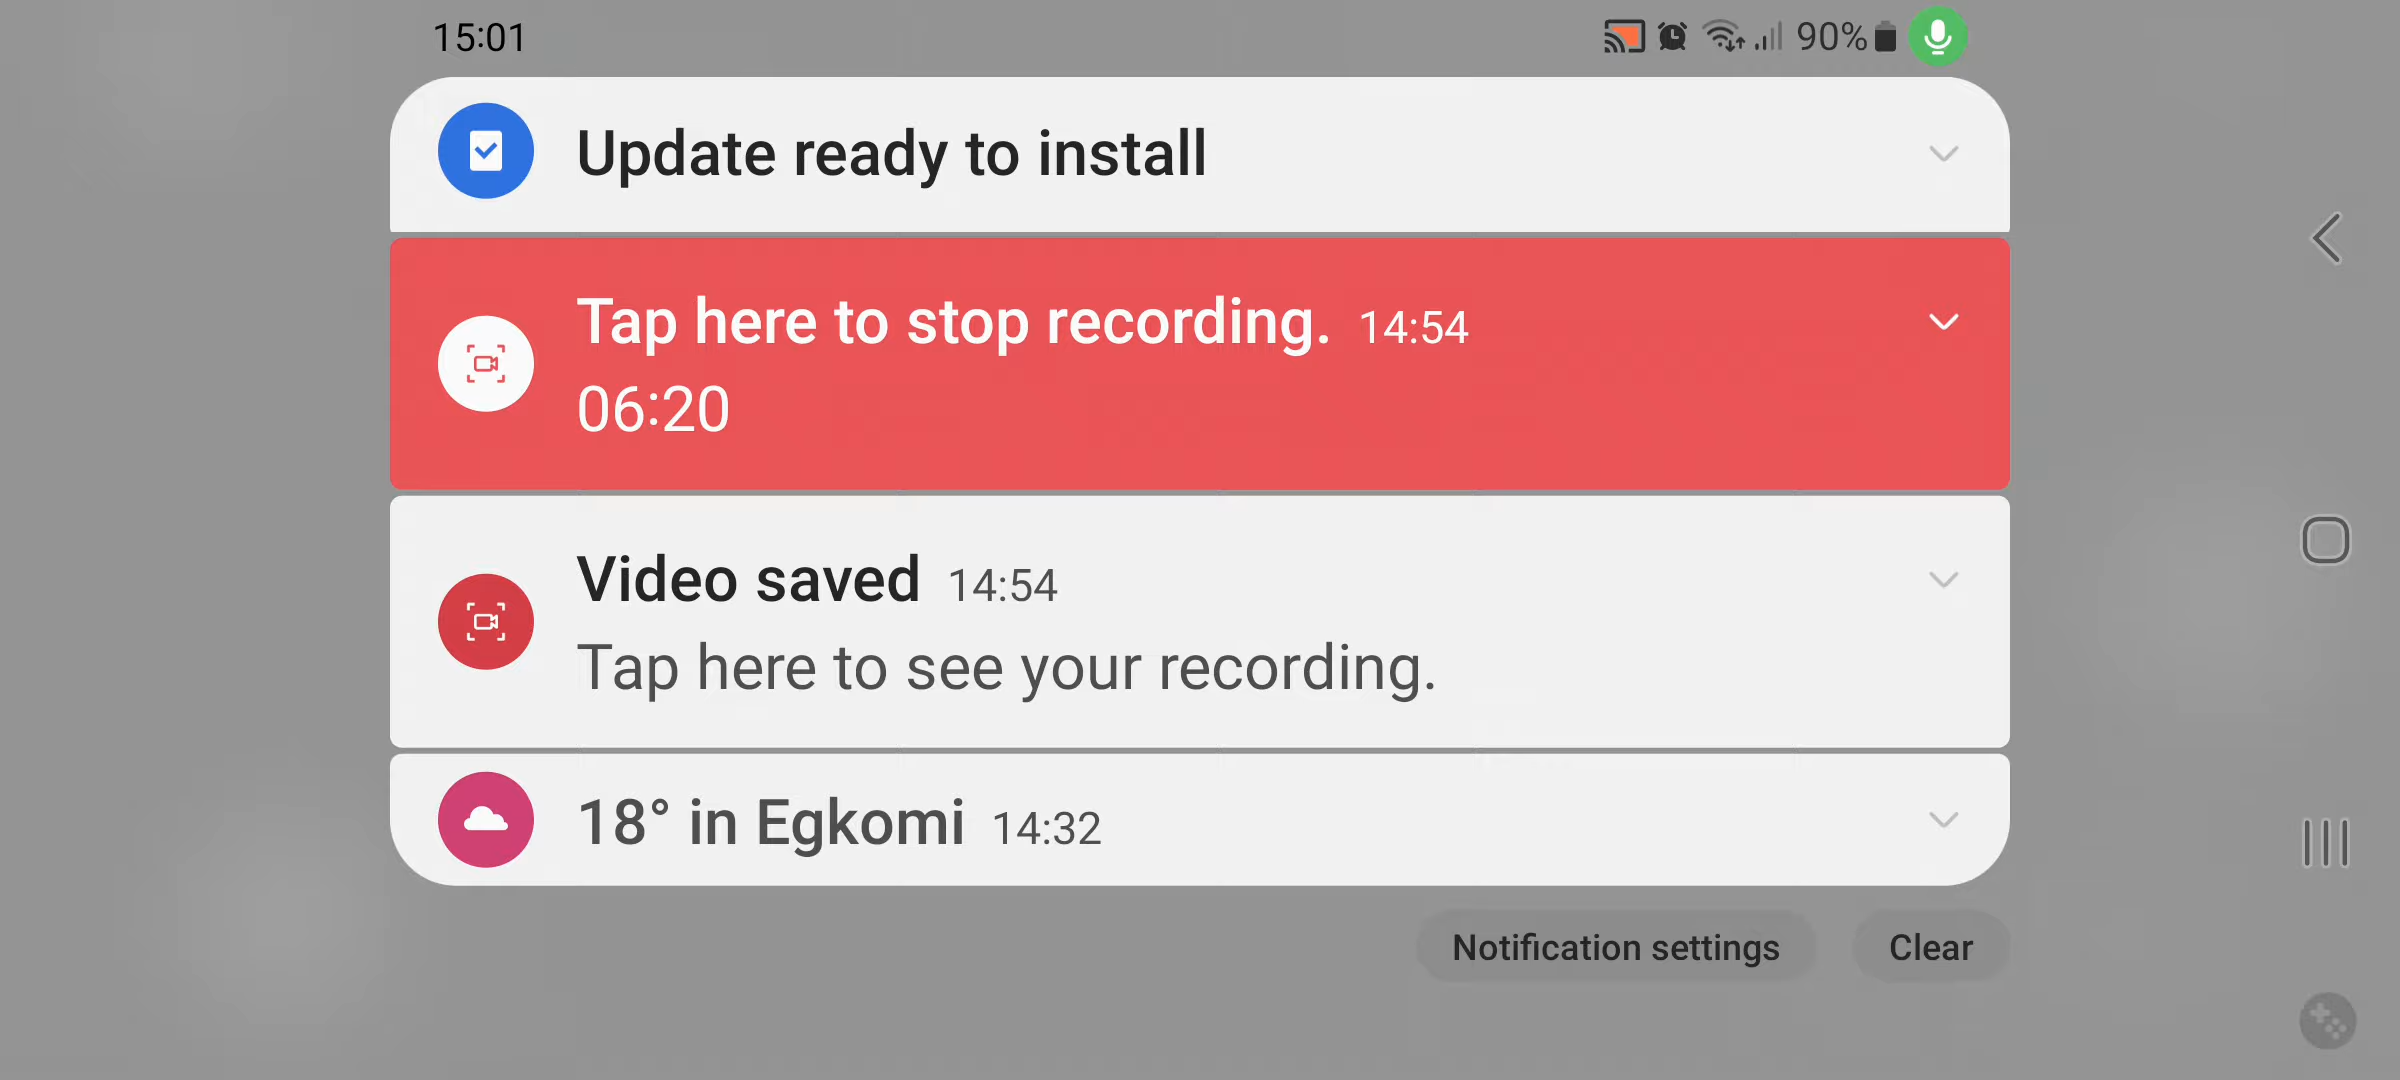 15:01
90%
Update ready to install
Tap here to stop recording. 14:54
06:20
Video saved 14:54
Tap here to see your recording.
18° in Egkomi 14:32
Notification settings
Clear